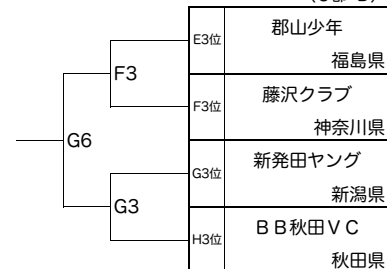 E3位
郡山少年
福島県
F3
F3位
藤沢クラブ
神奈川県
G6
G3位
新発田ヤング
新潟県
G3
H3位
ＢＢ秋田ＶＣ
秋田県